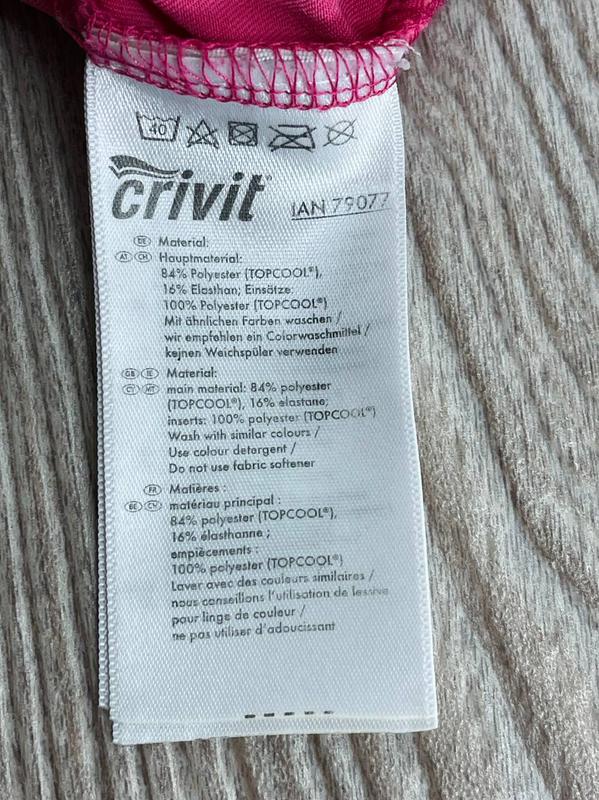 40
crivit®
IAN 79077
DE Material:
AT CH Hauptmaterial:
84% Polyester (TOPCOOL®),
16% Elasthan; Einsätze:
100% Polyester (TOPCOOL®)
Mit ähnlichen Farben waschen /
wir empfehlen ein Colorwaschmittel /
keinen Weichspüler verwenden
GB IE Material:
CY MT main material: 84% polyester
(TOPCOOL®), 16% elastane;
inserts: 100% polyester (TOPCOOL®)
Wash with similar colours /
Use colour detergent /
Do not use fabric softener
FR Matières :
BE CH matériau principal :
84% polyester (TOPCOOL®),
16% élasthanne ;
empiècements :
100% polyester (TOPCOOL®)
Laver avec des couleurs similaires /
nous conseillons l'utilisation de lessive
pour linge de couleur /
ne pas utiliser d'adoucissant